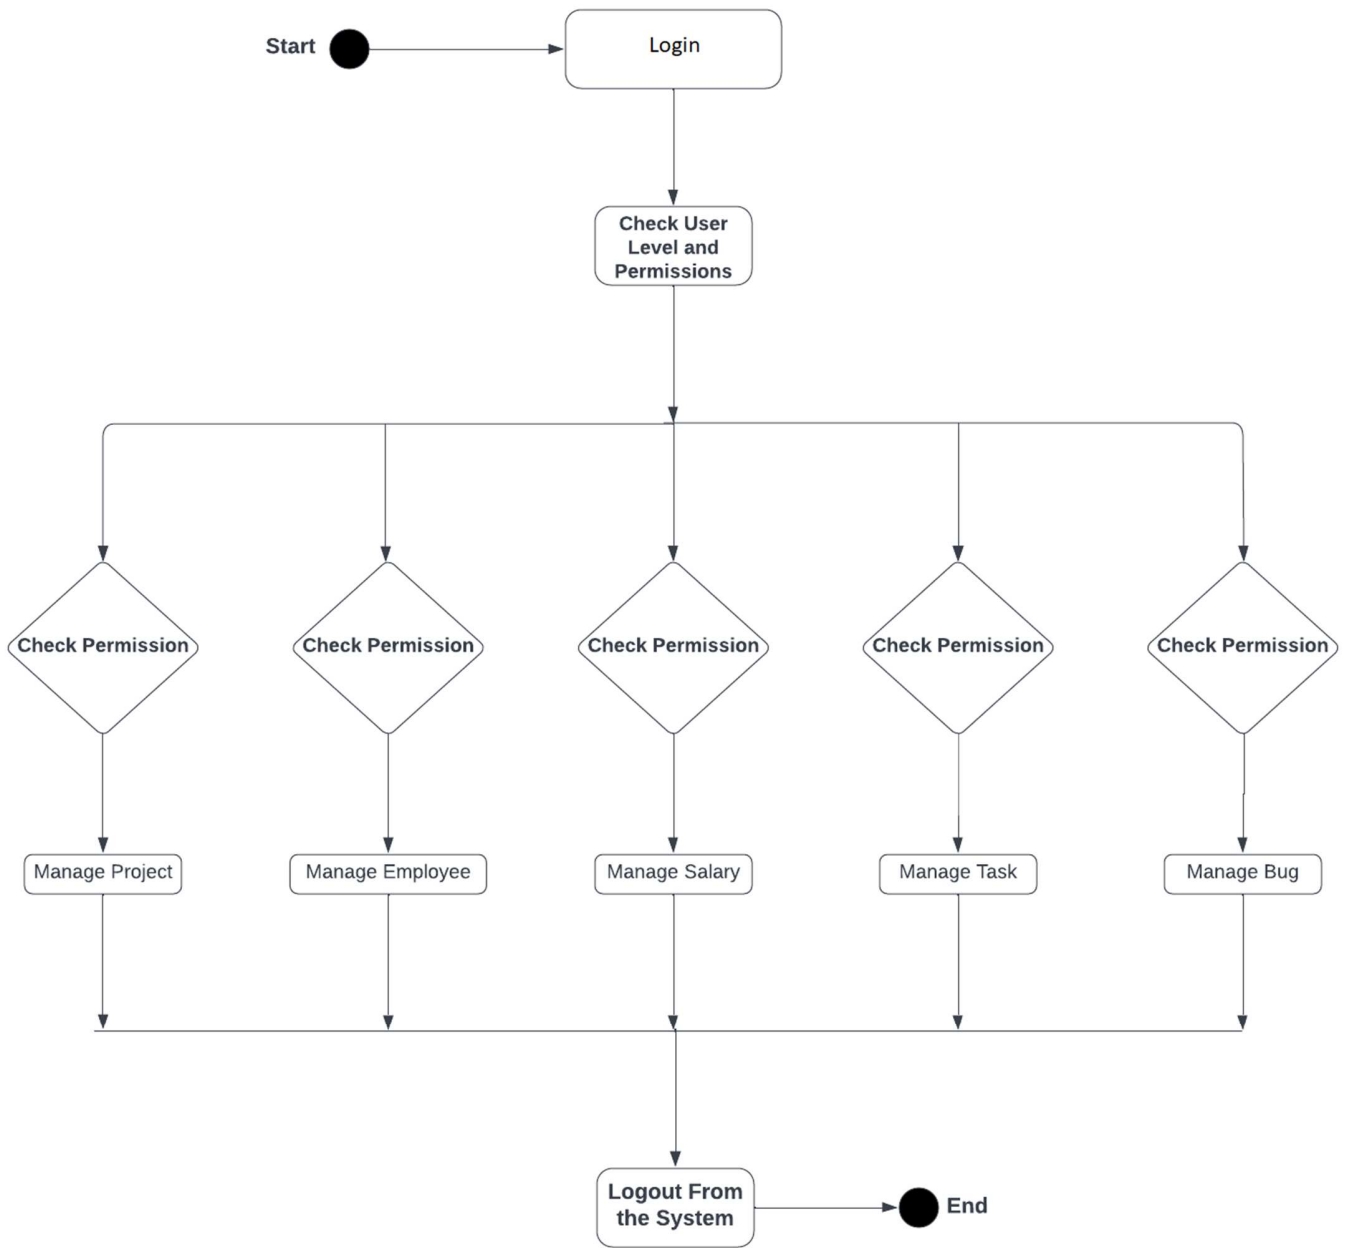 Start
Login
Check User
Level and
Permissions
Check Permission
Check Permission
Check Permission
Check Permission
Check Permission
Manage Project
Manage Employee
Manage Salary
Manage Task
Manage Bug
Logout From
the System
End